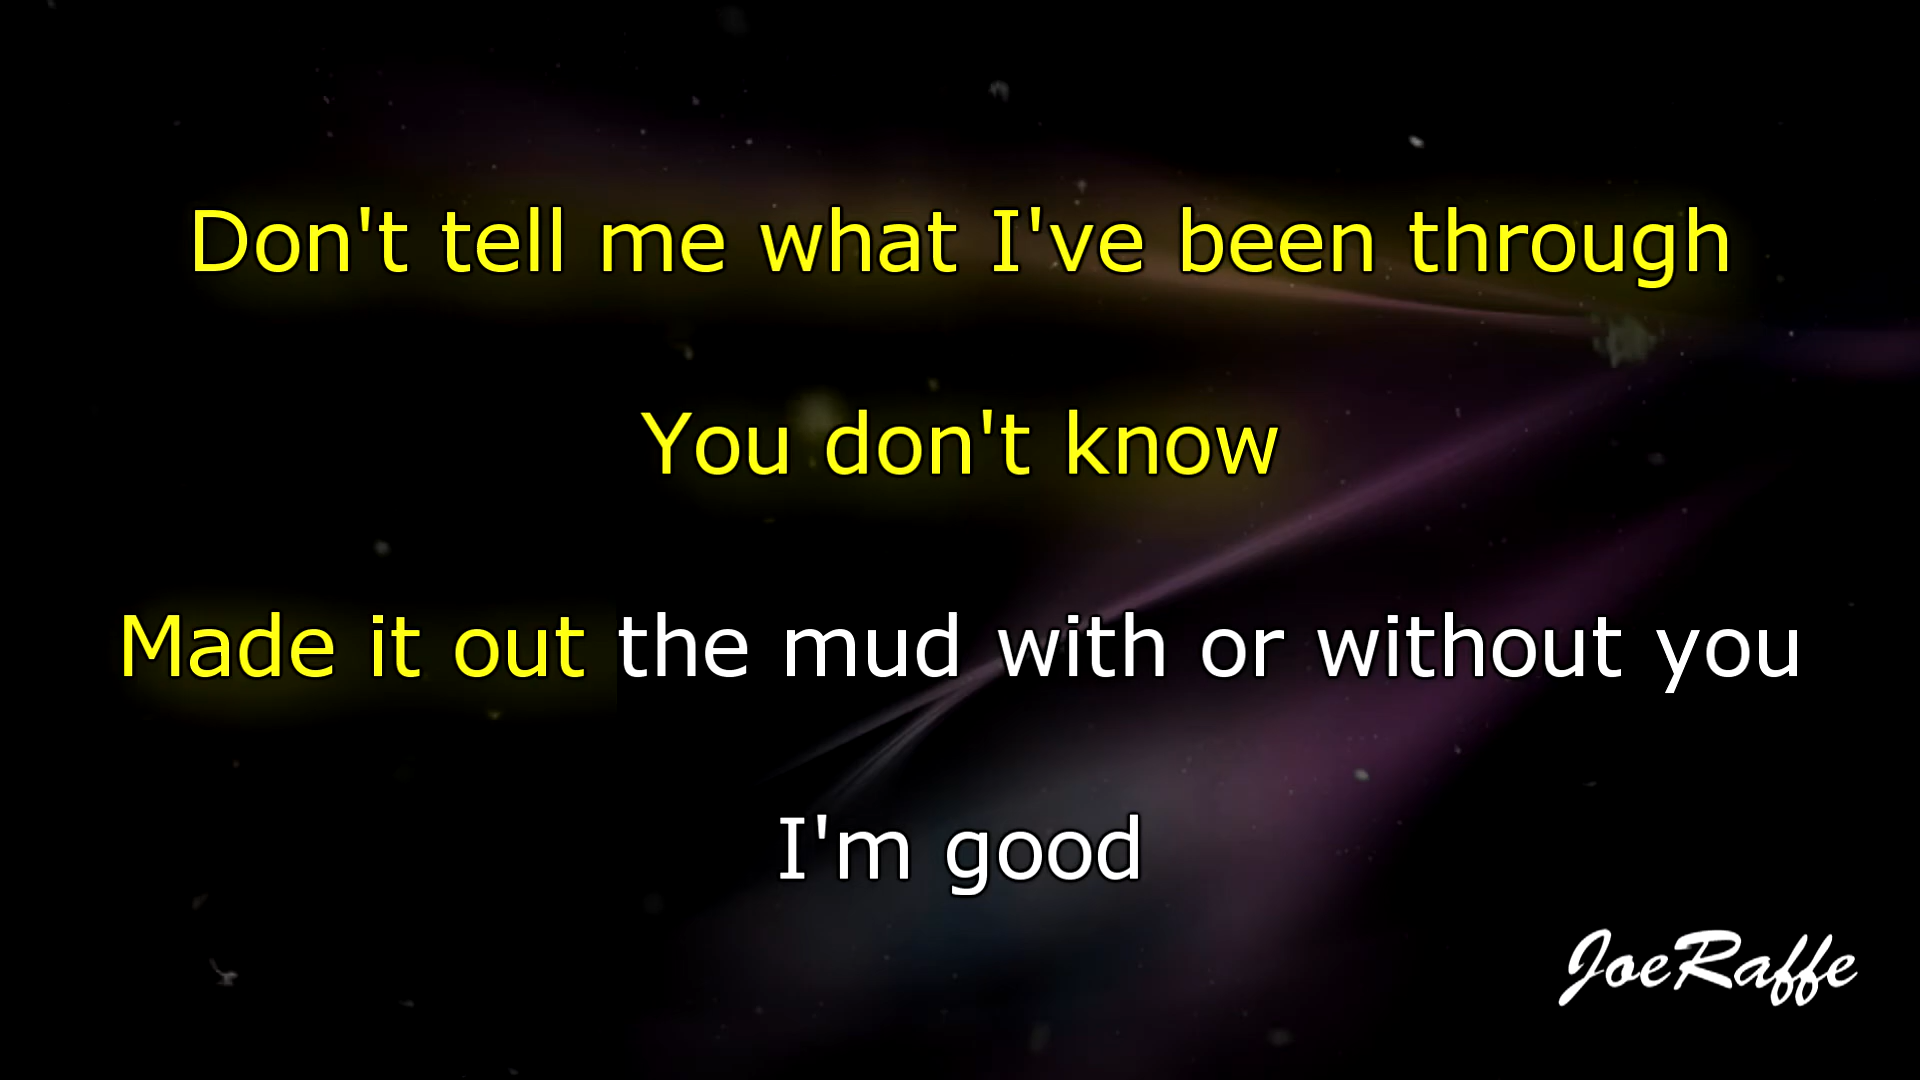 Don't tell me what I've been through
You don't know
Made it out the mud with or without you
I'm good
JoeRaffe